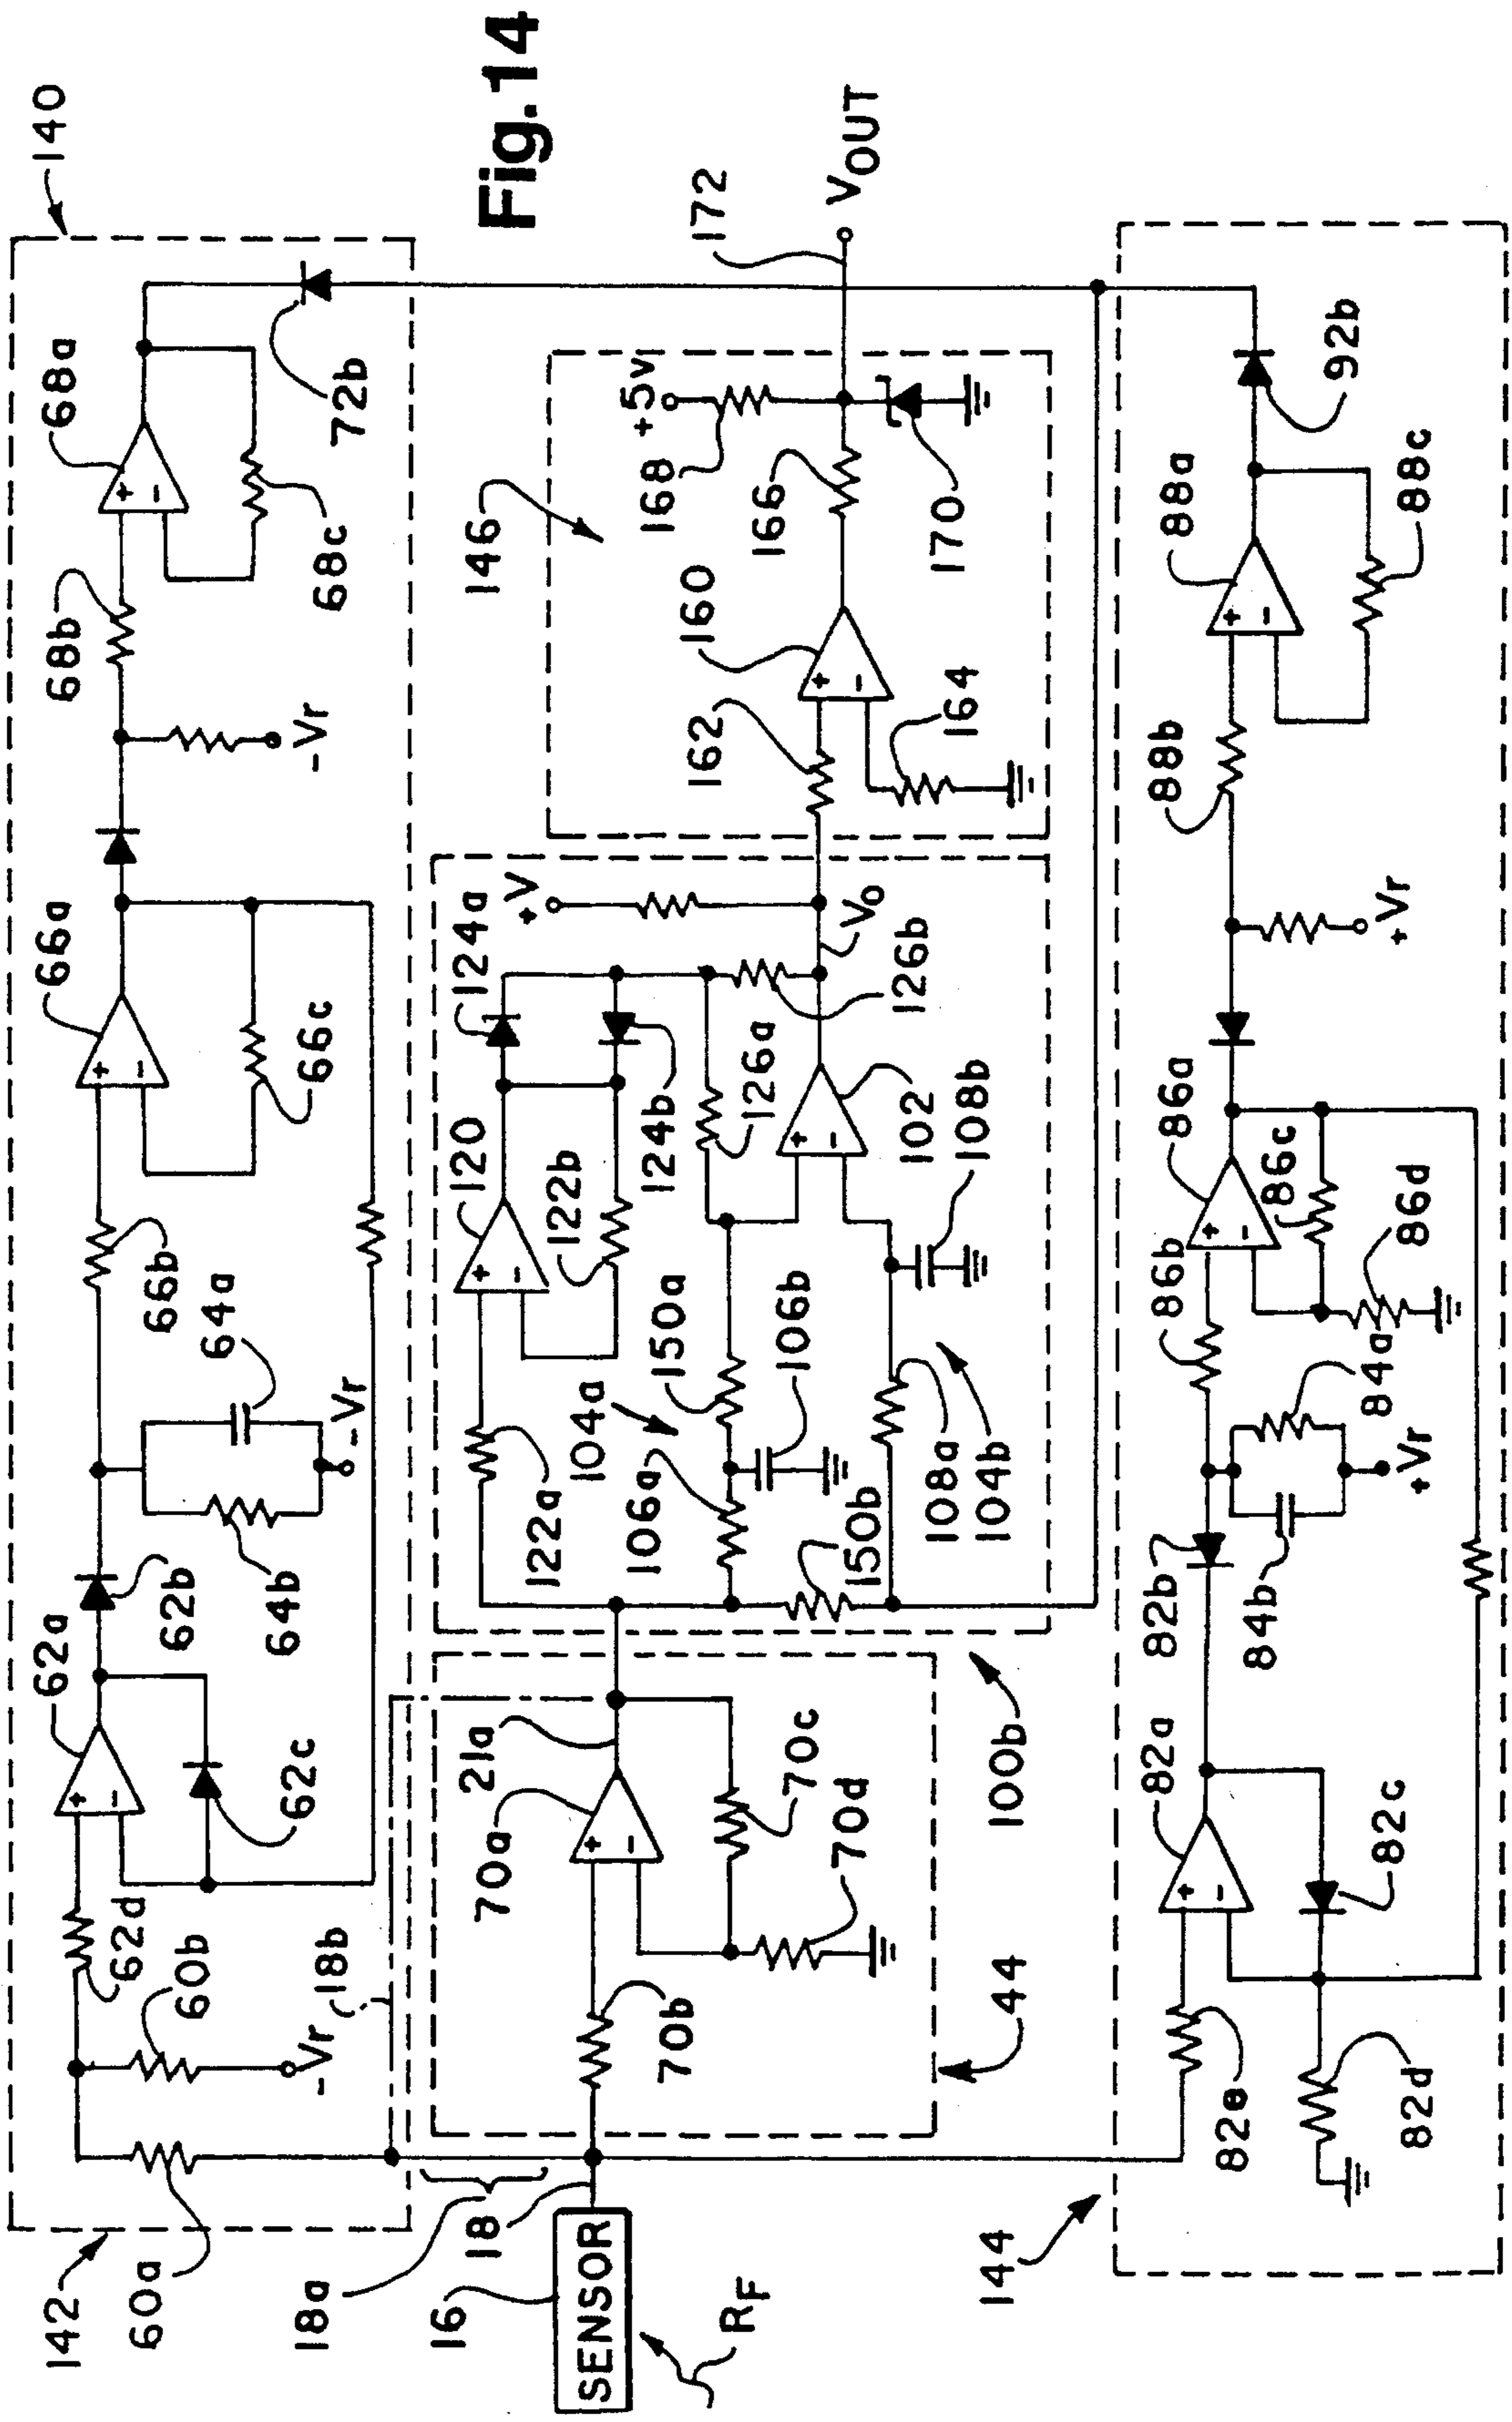 Fig.14
140
142
60a
60b
-Vr
62d
62a
62b
62c
64b
64a
-Vr
66b
66a
66c
-Vr
68b
68a
68c
72b
18b
18a
18
16
SENSOR
RF
44
70b
70a
70c
70d
21a
100b
122a
120
122b
124a
124b
+V
104a
106a
106b
150a
150b
126a
126b
102
Vo
108a
104b
108b
146
162
160
164
166
168
+5v
170
172
VOUT
144
82e
82d
82a
82b
82c
84b
84a
+Vr
86b
86a
86c
86d
+Vr
88b
88a
88c
92b
+
-
+
-
+
-
+
-
+
-
+
-
+
-
+
-
+
-
+
-